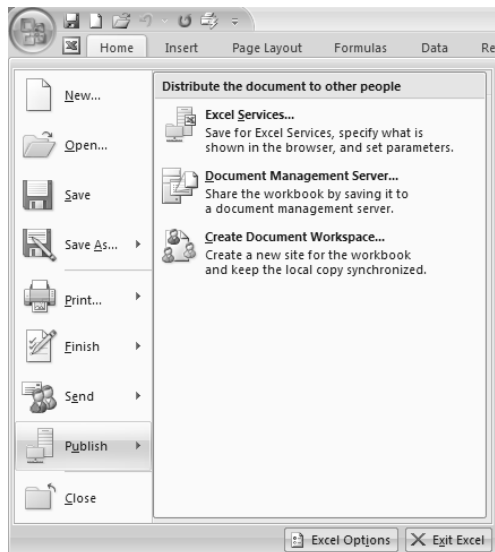 Home Insert Page Layout Formulas Data Re
New...
Open...
Save
Save As...
Print...
Finish
Send
Publish
Close
Distribute the document to other people
Excel Services...
Save for Excel Services, specify what is
shown in the browser, and set parameters.
Document Management Server...
Share the workbook by saving it to
a document management server.
Create Document Workspace...
Create a new site for the workbook
and keep the local copy synchronized.
Excel Options Exit Excel